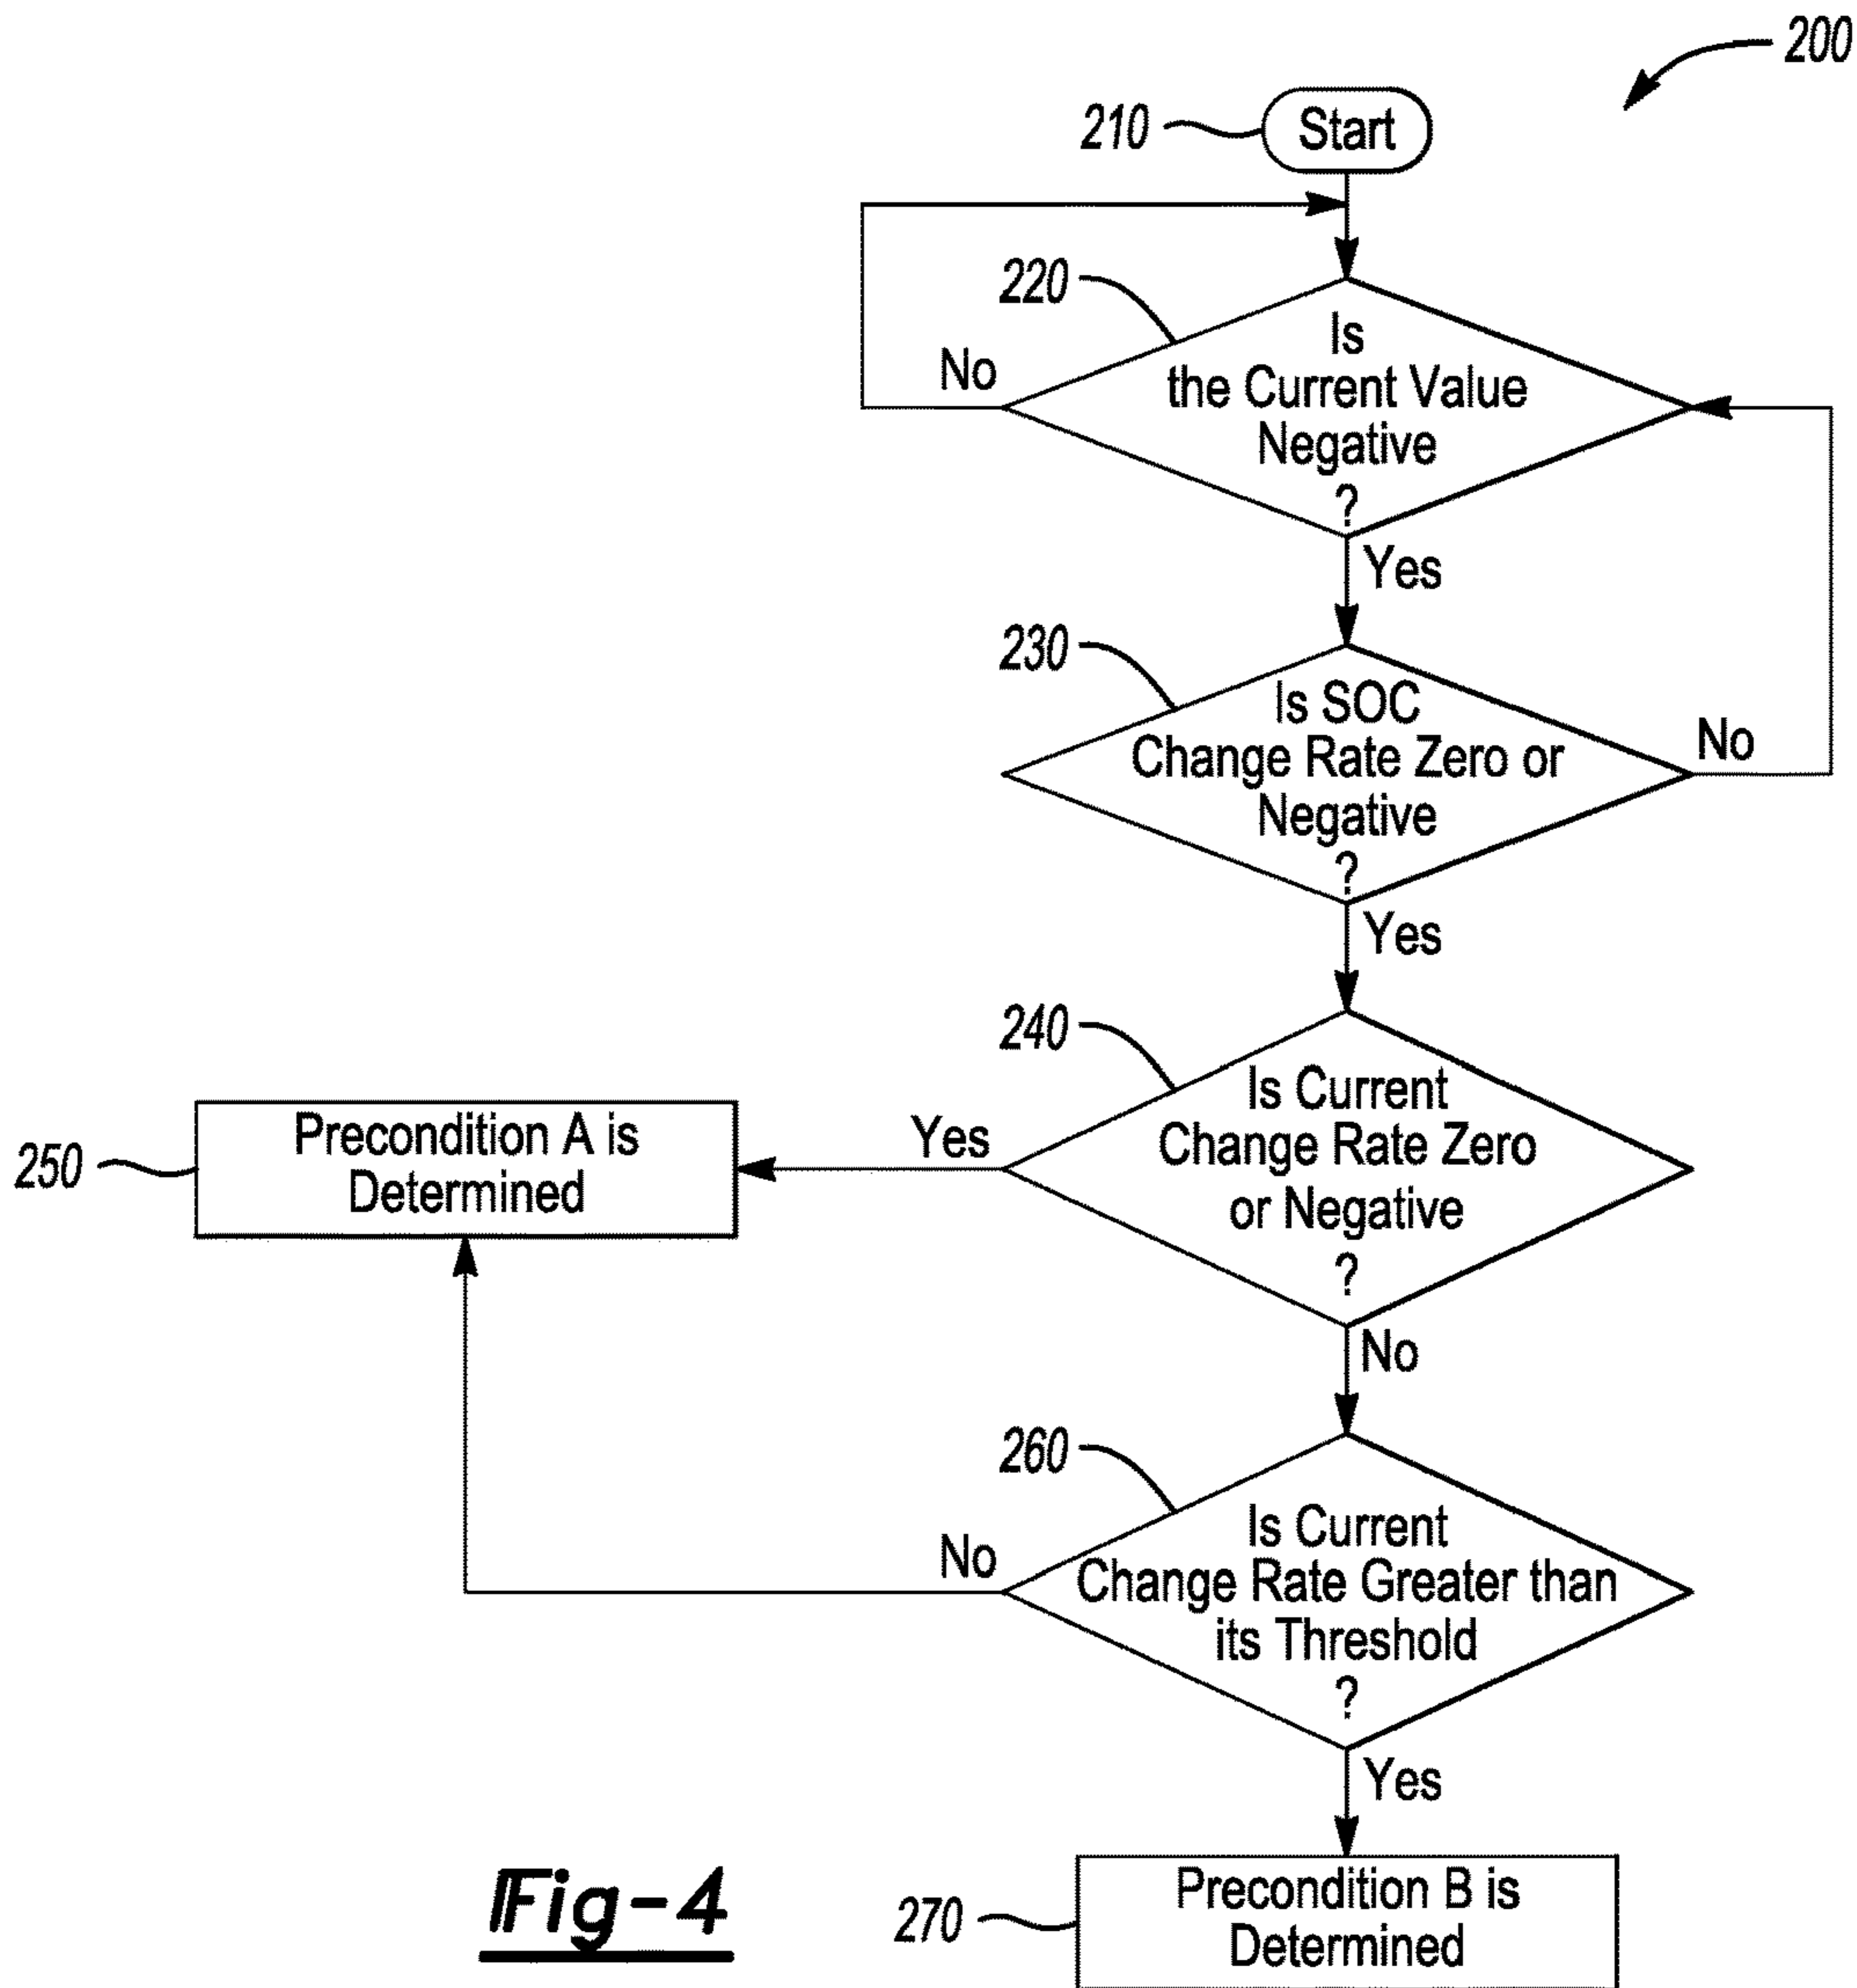 200
210
Start
220
Is
the Current Value
Negative
?
No
Yes
230
Is SOC
Change Rate Zero or
Negative
?
No
Yes
240
Is Current
Change Rate Zero
or Negative
?
Yes
250
Precondition A is
Determined
No
260
Is Current
Change Rate Greater than
its Threshold
?
No
Yes
270
Precondition B is
Determined
Fig-4